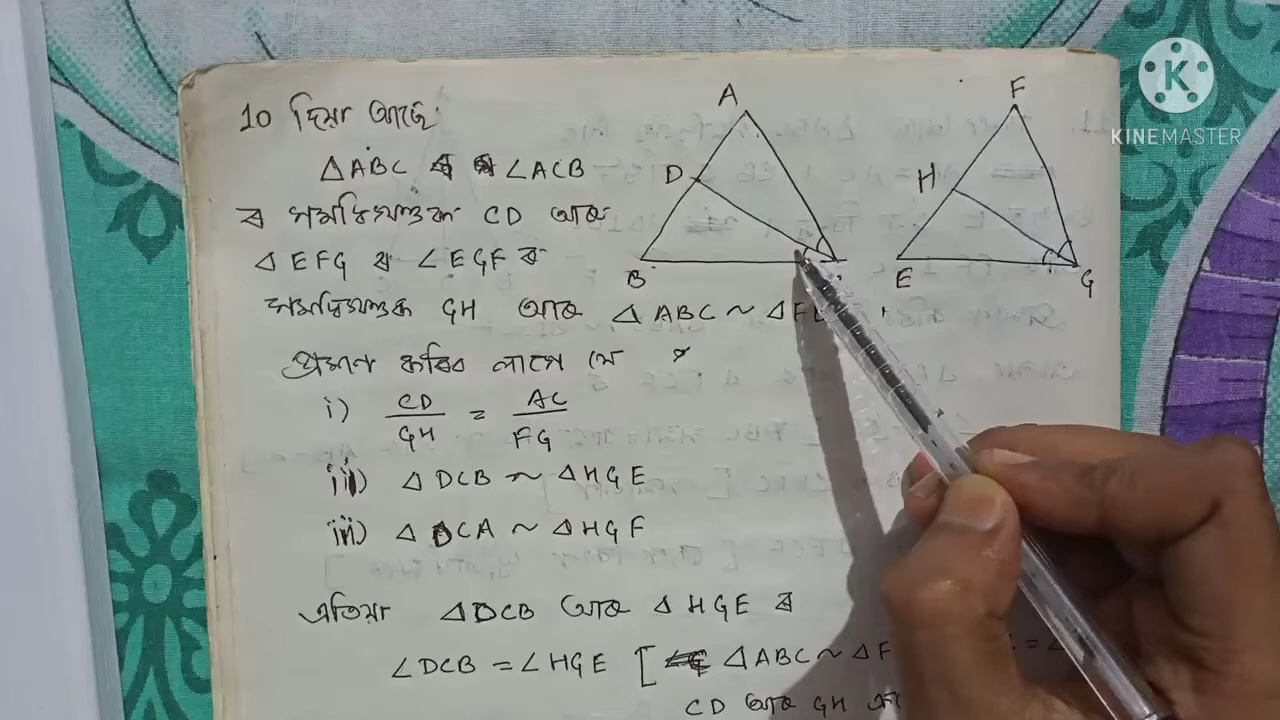 10 দিয়া আছে:
△ABC ∠ACB
ৰ সমদ্বিখণ্ডক CD আৰু
△EFG ৰ ∠EGF ৰ
সমদ্বিখণ্ডক GH আৰু △ABC ~ △F
প্ৰমাণ কৰিব লাগে যে
i) CD/GH = AC/FG
ii) △DCB ~ △HGE
iii) △DCA ~ △HGF
এতিয়া △DCB আৰু △HGE ৰ
∠DCB = ∠HGE [ △ABC ~ △F
CD আৰু GH
A
D
B
F
H
E
G
K
KINEMASTER